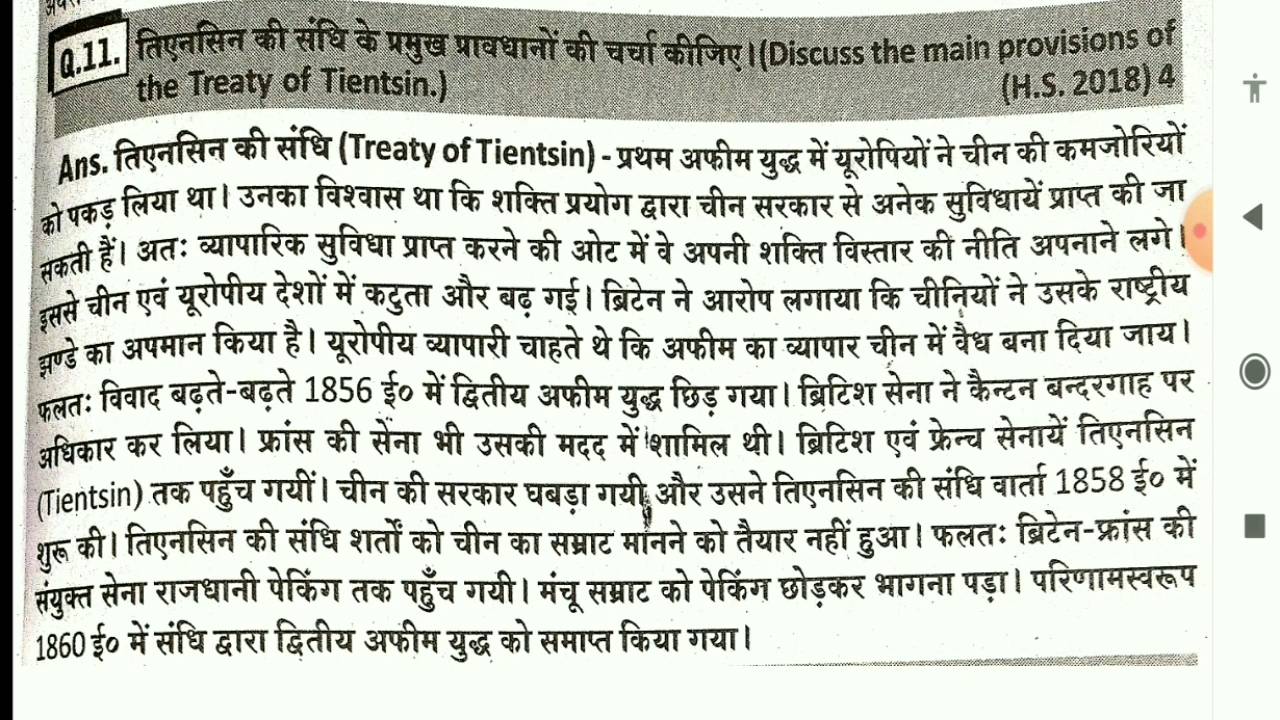 Q.11. तिएनसिन की संधि के प्रमुख प्रावधानों की चर्चा कीजिए। (Discuss the main provisions of
the Treaty of Tientsin.) (H.S. 2018) 4
Ans. तिएनसिन की संधि (Treaty of Tientsin) - प्रथम अफीम युद्ध में यूरोपियों ने चीन की कमजोरियों
को पकड़ लिया था। उनका विश्वास था कि शक्ति प्रयोग द्वारा चीन सरकार से अनेक सुविधायें प्राप्त की जा
सकती हैं। अतः व्यापारिक सुविधा प्राप्त करने की ओट में वे अपनी शक्ति विस्तार की नीति अपनाने लगे।
इससे चीन एवं यूरोपीय देशों में कटुता और बढ़ गई। ब्रिटेन ने आरोप लगाया कि चीनियों ने उसके राष्ट्रीय
झण्डे का अपमान किया है। यूरोपीय व्यापारी चाहते थे कि अफीम का व्यापार चीन में वैध बना दिया जाय।
फलतः विवाद बढ़ते-बढ़ते 1856 ई० में द्वितीय अफीम युद्ध छिड़ गया। ब्रिटिश सेना ने कैन्टन बन्दरगाह पर
अधिकार कर लिया। फ्रांस की सेना भी उसकी मदद में शामिल थी। ब्रिटिश एवं फ्रेन्च सेनायें तिएनसिन
(Tientsin) तक पहुँच गयीं। चीन की सरकार घबड़ा गयी और उसने तिएनसिन की संधि वार्ता 1858 ई० में
शुरू की। तिएनसिन की संधि शर्तों को चीन का सम्राट मानने को तैयार नहीं हुआ। फलतः ब्रिटेन-फ्रांस की
संयुक्त सेना राजधानी पेकिंग तक पहुँच गयी। मंचू सम्राट को पेकिंग छोड़कर भागना पड़ा। परिणामस्वरूप
1860 ई० में संधि द्वारा द्वितीय अफीम युद्ध को समाप्त किया गया।